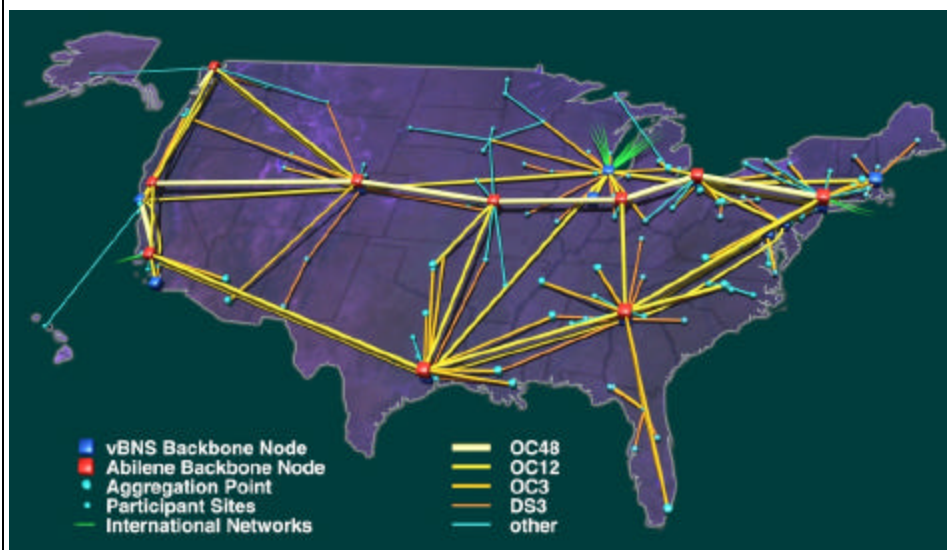 vBNS Backbone Node
Abilene Backbone Node
Aggregation Point
Participant Sites
International Networks
OC48
OC12
OC3
DS3
other